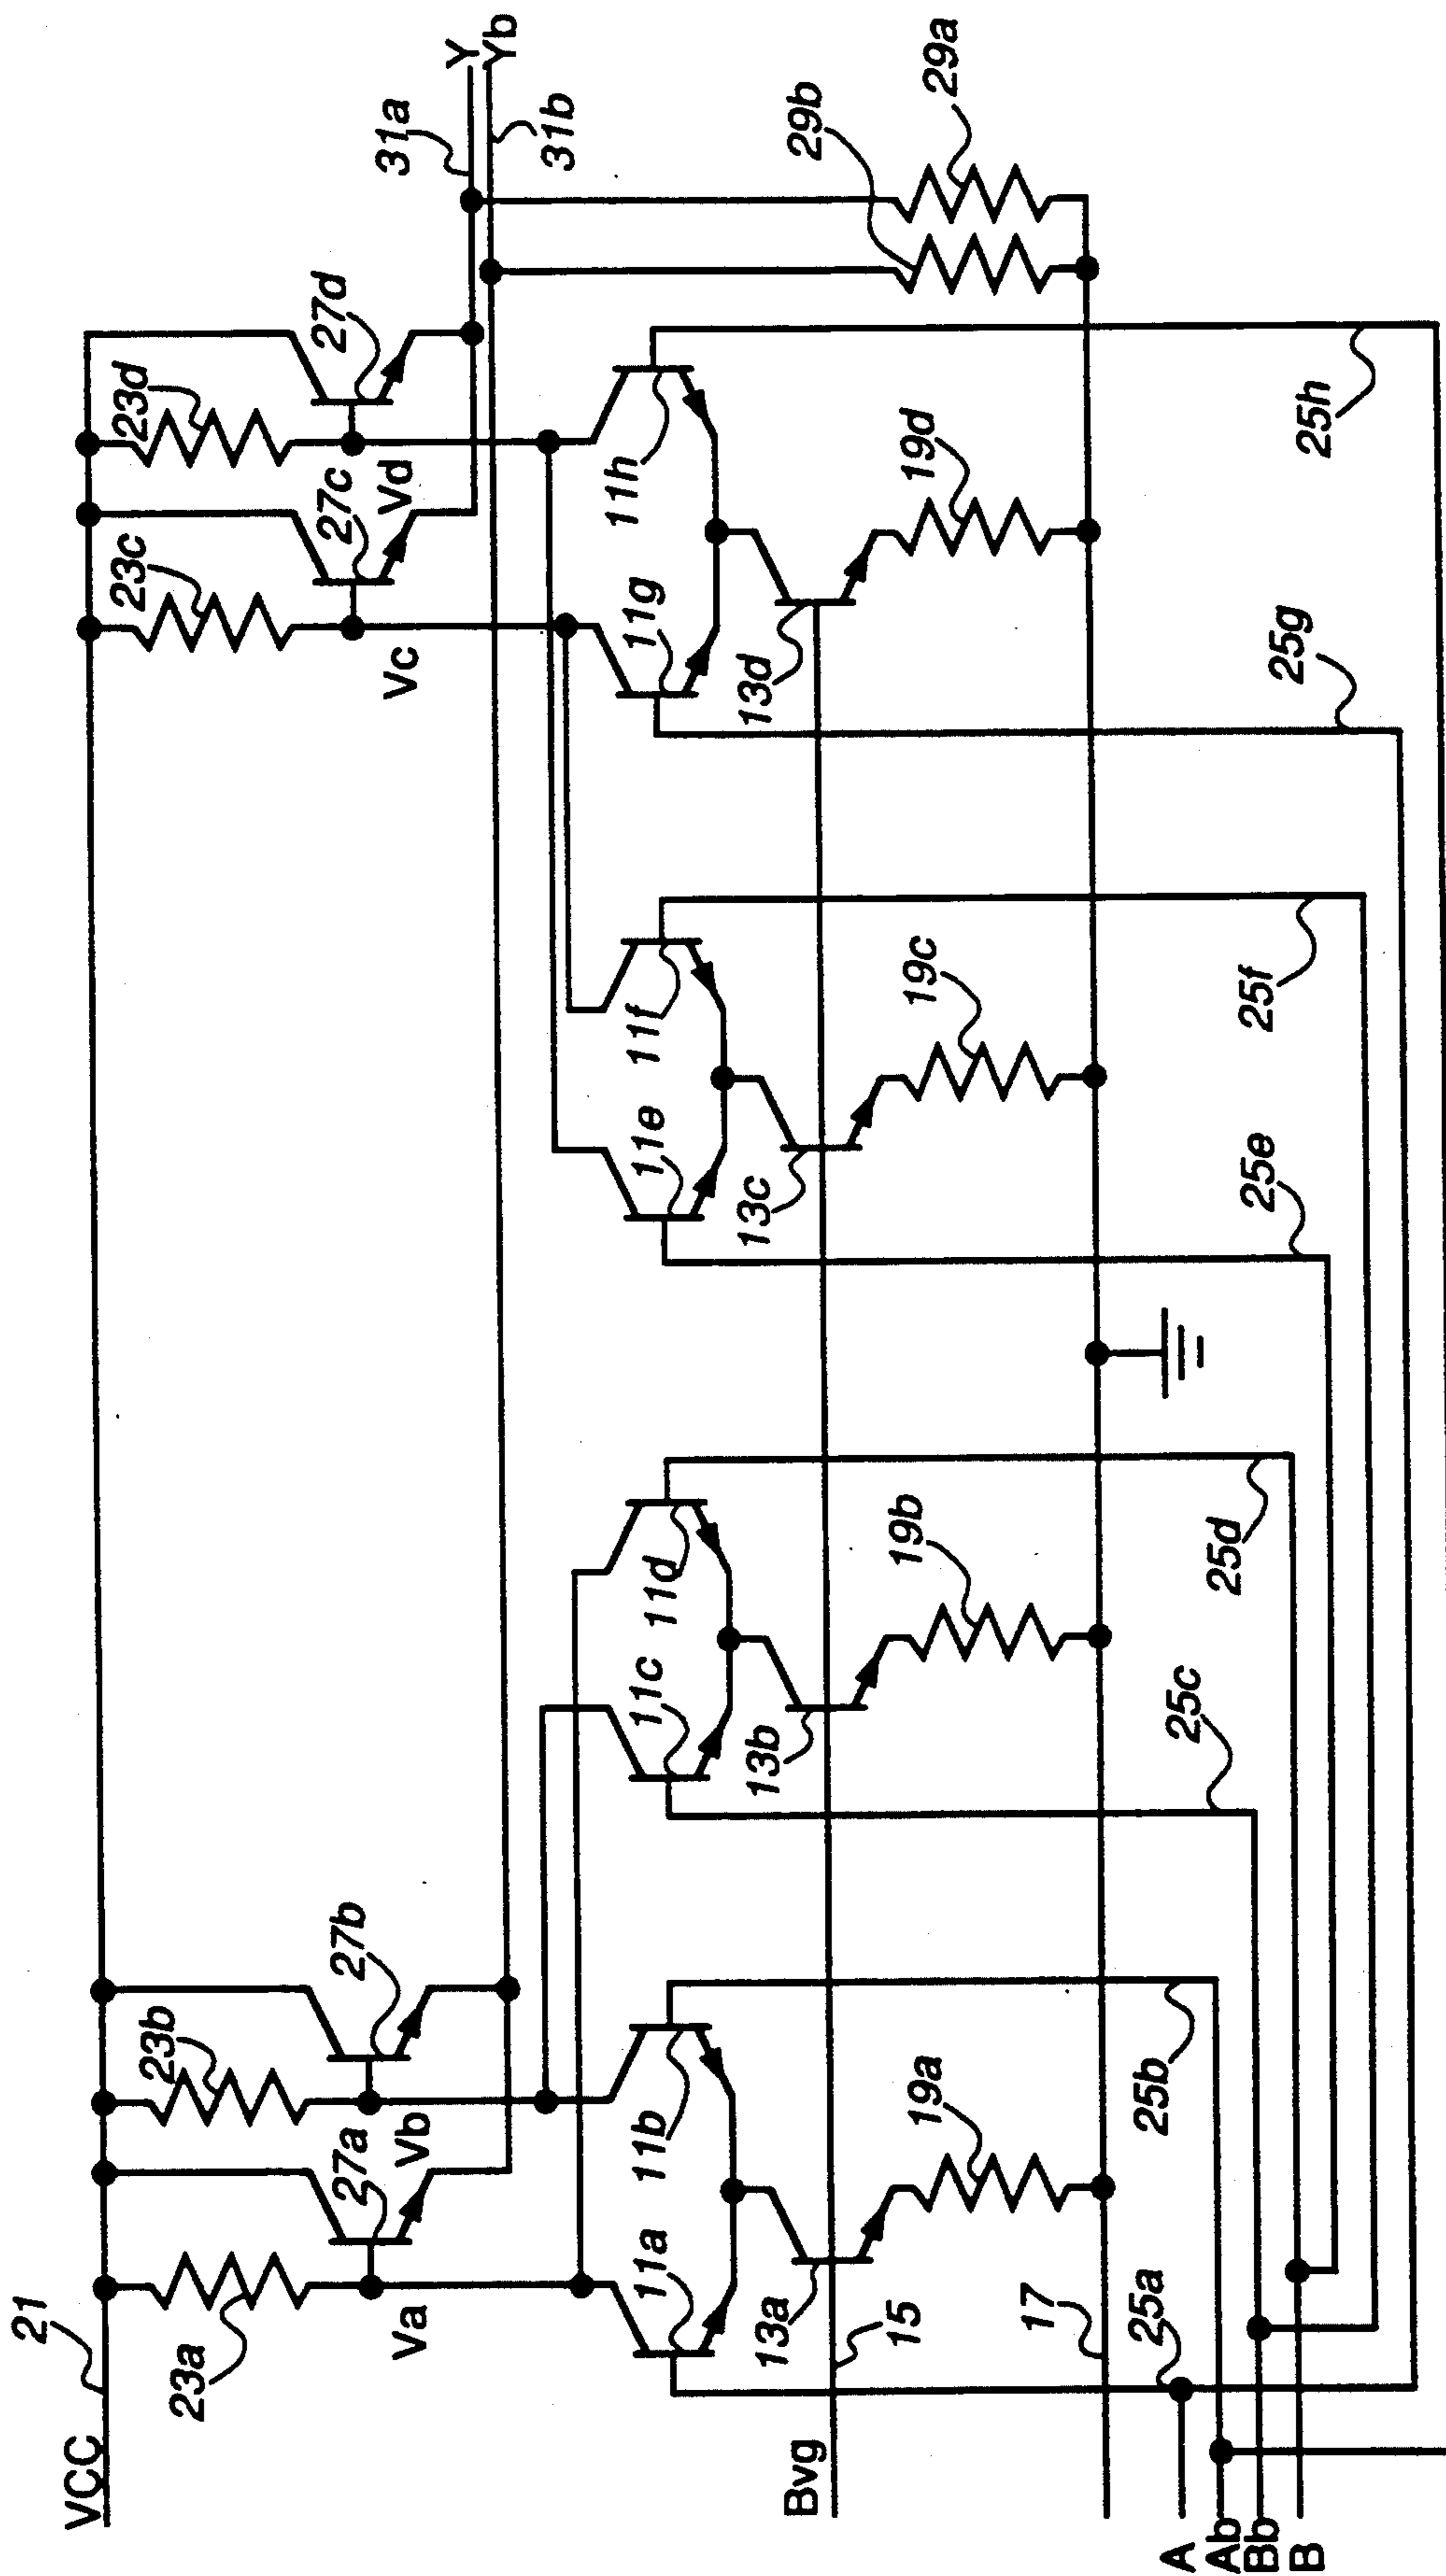 VCC
21
23a
Va
27a
Vb
23b
27b
23c
Vc
27c
Vd
23d
27d
31a
Y
Yb
31b
11a
11b
11c
11d
11e
11f
11g
11h
29b
29a
Bvg
15
13a
13b
13c
13d
19a
19b
19c
19d
17
25a
25b
25c
25d
25e
25f
25g
25h
A
Ab
Bb
B